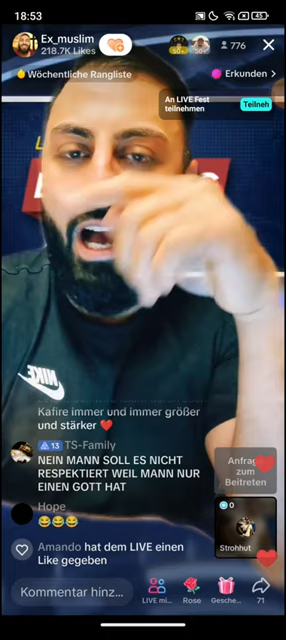 18:53
45
Ex_muslim
218.7K Likes
50+
50+
776
Wöchentliche Rangliste
Erkunden >
An LIVE Fest
teilnehmen
Teilneh
NIKE
Kafire immer und immer größer
und stärker ❤️
13 TS-Family
NEIN MANN SOLL ES NICHT
RESPEKTIERT WEIL MANN NUR
EINEN GOTT HAT
Hope
😂😂😂
Amando hat dem LIVE einen
Like gegeben
Anfrage
zum
Beitreten
0
Strohhut
Kommentar hinz...
LIVE mi...
Rose
Gesche...
71